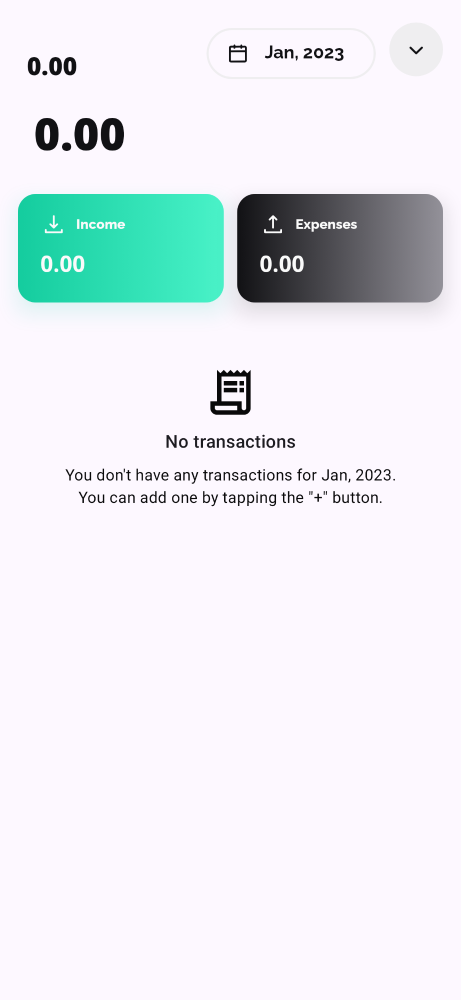 0.00
Jan, 2023
0.00
Income
0.00
Expenses
0.00
No transactions
You don't have any transactions for Jan, 2023.
You can add one by tapping the "+" button.